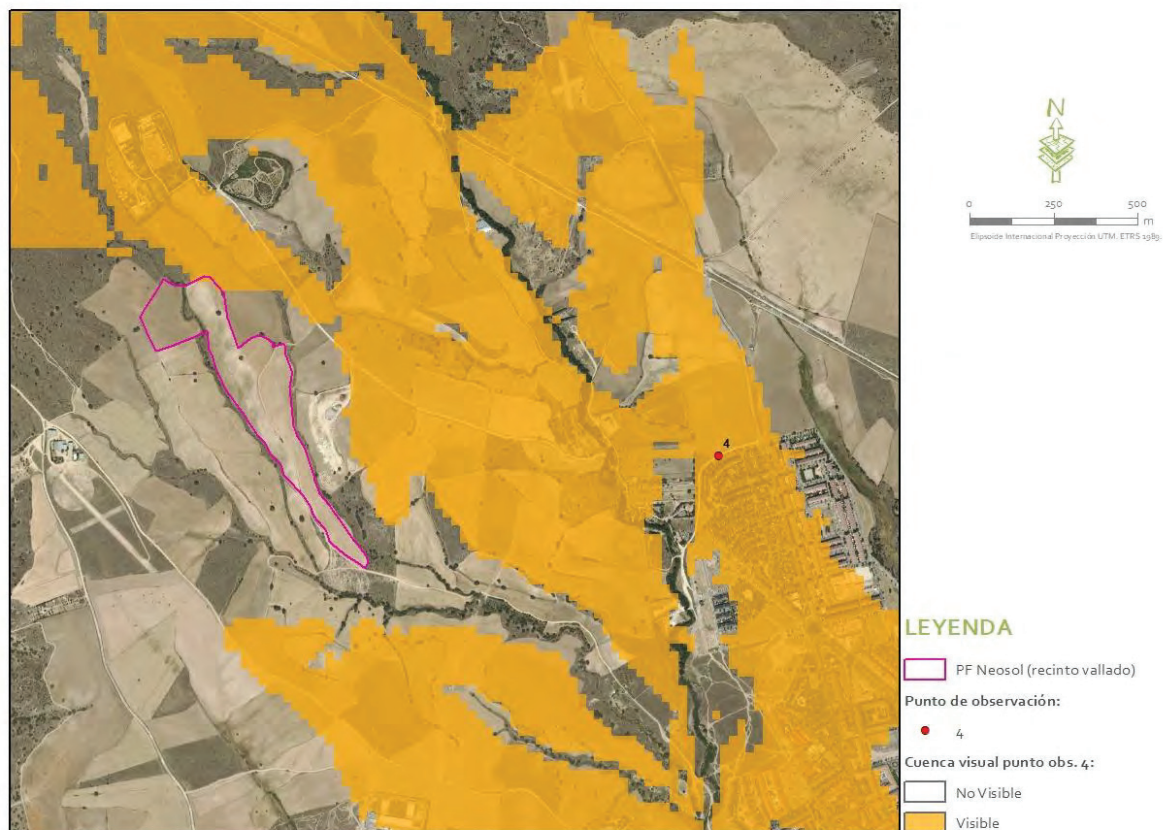 N
0 250 500
m
Elipsoide Internacional Proyección UTM. ETRS 1989.
4
LEYENDA
PF Neosol (recinto vallado)
Punto de observación:
4
Cuenca visual punto obs. 4:
No Visible
Visible